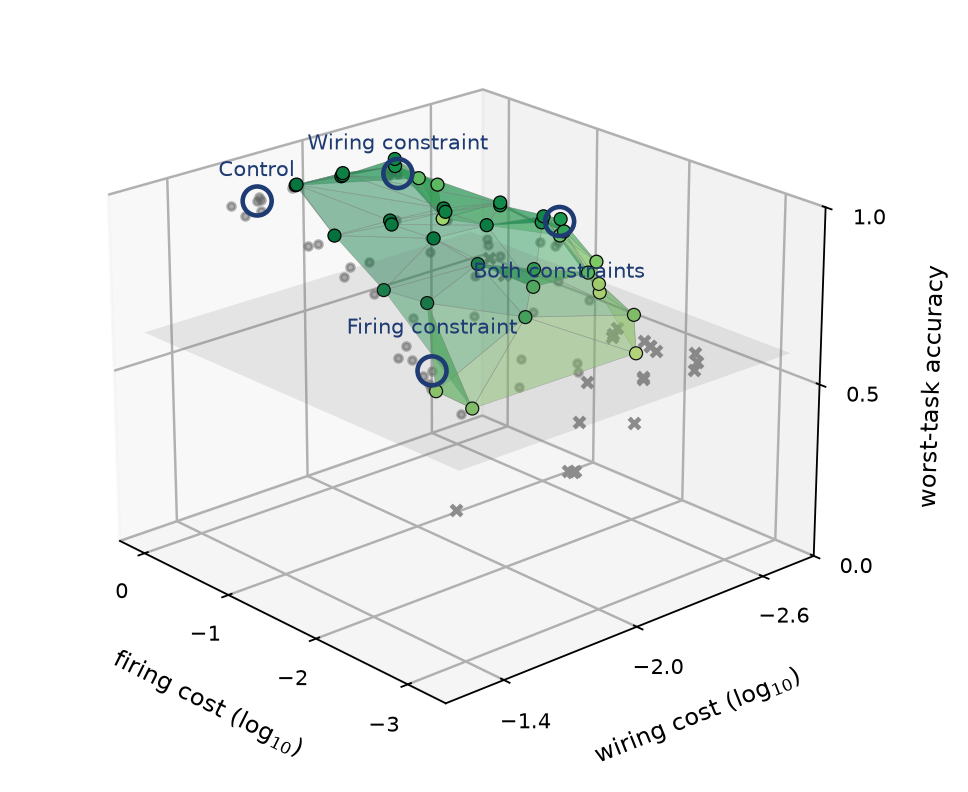 Wiring constraint
Control
1.0
Both constraints
Firing constraint
0.5
worst-task accuracy
0.0
0
−1
−2
−3
−2.6
−2.0
−1.4
firing cost (log₁₀)
wiring cost (log₁₀)